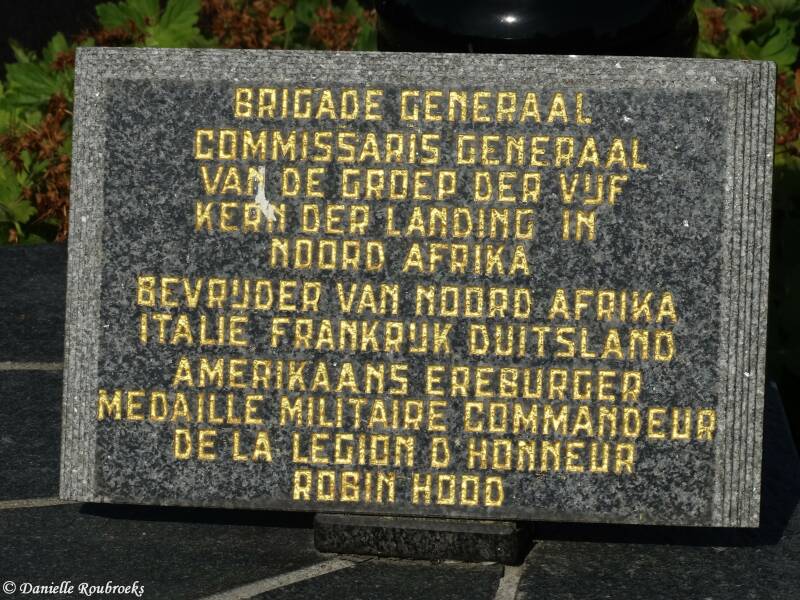 BRIGADE GENERAAL
COMMISSARIS GENERAAL
VAN DE GROEP DER VIJF
KERN DER LANDING IN
NOORD AFRIKA
BEVRIJDER VAN NOORD AFRIKA
ITALIË FRANKRIJK DUITSLAND
AMERIKAANS EREBURGER
MEDAILLE MILITAIRE COMMANDEUR
DE LA LEGION D HONNEUR
ROBIN HOOD
© Danielle Roubroeks